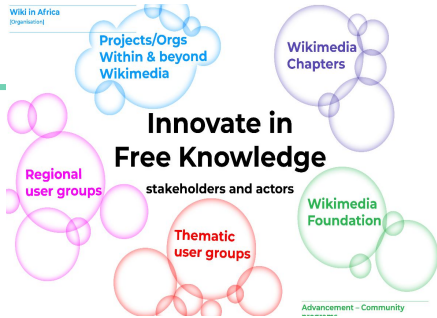 Wiki in Africa
[Organisation]
Projects/Orgs
Within & beyond
Wikimedia
Wikimedia
Chapters
Innovate in
Free Knowledge
stakeholders and actors
Regional
user groups
Wikimedia
Foundation
Thematic
user groups
Advancement – Community